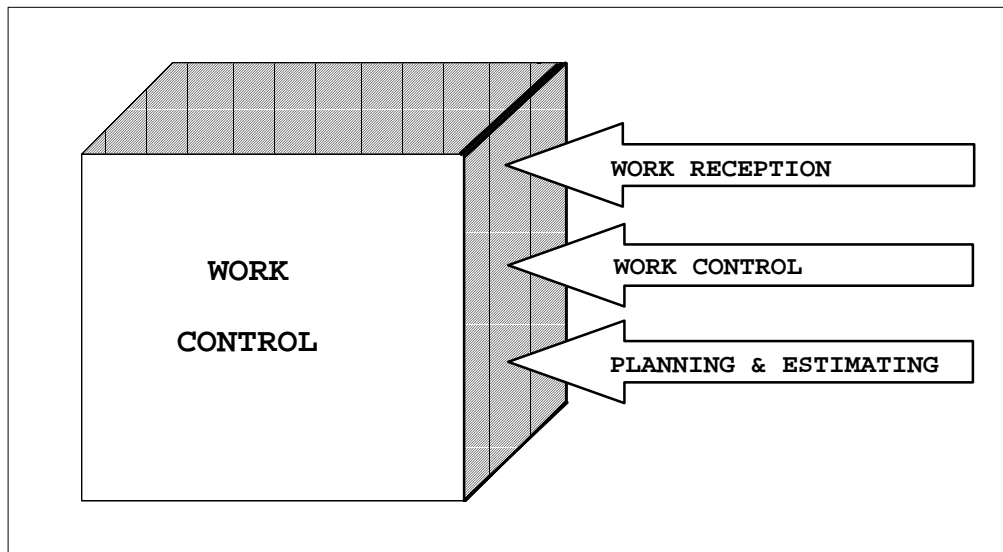 WORK
CONTROL
WORK RECEPTION
WORK CONTROL
PLANNING & ESTIMATING